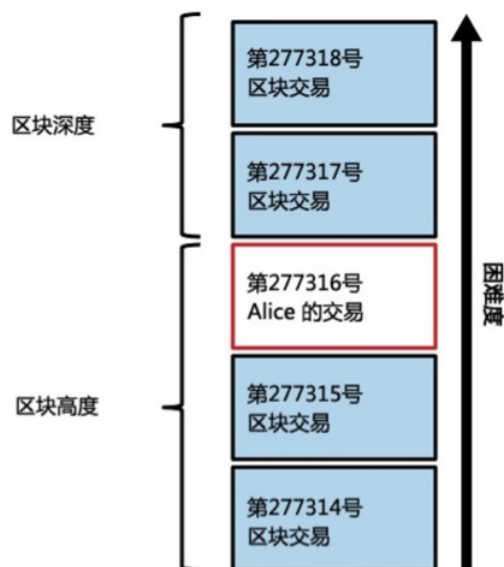 第277318号
区块交易
区块深度
第277317号
区块交易
第277316号
Alice 的交易
困难度
区块高度
第277315号
区块交易
第277314号
区块交易